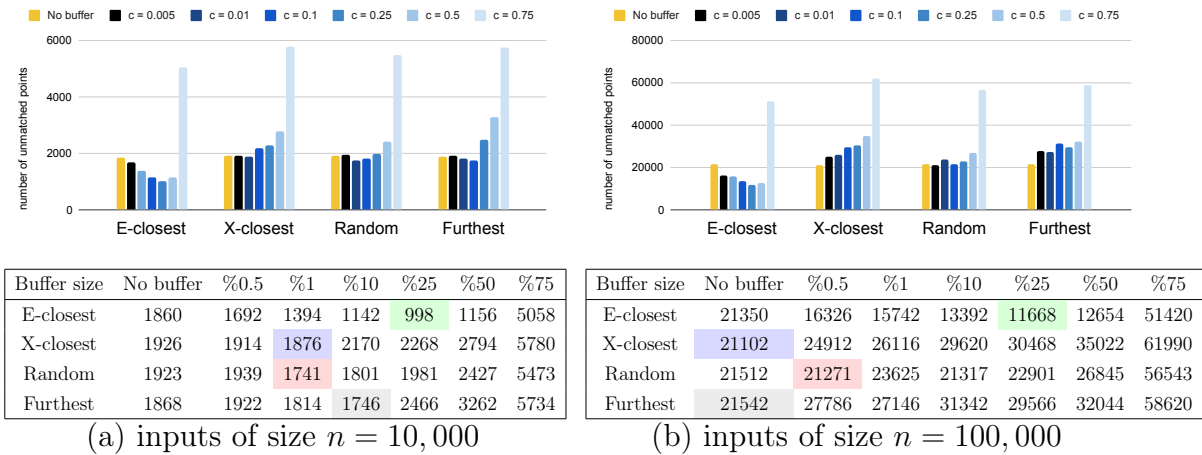 No buffer c = 0.005 c = 0.01 c = 0.1 c = 0.25 c = 0.5 c = 0.75
number of unmatched points
6000
4000
2000
0
E-closest X-closest Random Furthest
Buffer size No buffer %0.5 %1 %10 %25 %50 %75
E-closest 1860 1692 1394 1142 998 1156 5058
X-closest 1926 1914 1876 2170 2268 2794 5780
Random 1923 1939 1741 1801 1981 2427 5473
Furthest 1868 1922 1814 1746 2466 3262 5734
(a) inputs of size n = 10,000
No buffer c = 0.005 c = 0.01 c = 0.1 c = 0.25 c = 0.5 c = 0.75
number of unmatched points
80000
60000
40000
20000
0
E-closest X-closest Random Furthest
Buffer size No buffer %0.5 %1 %10 %25 %50 %75
E-closest 21350 16326 15742 13392 11668 12654 51420
X-closest 21102 24912 26116 29620 30468 35022 61990
Random 21512 21271 23625 21317 22901 26845 56543
Furthest 21542 27786 27146 31342 29566 32044 58620
(b) inputs of size n = 100,000